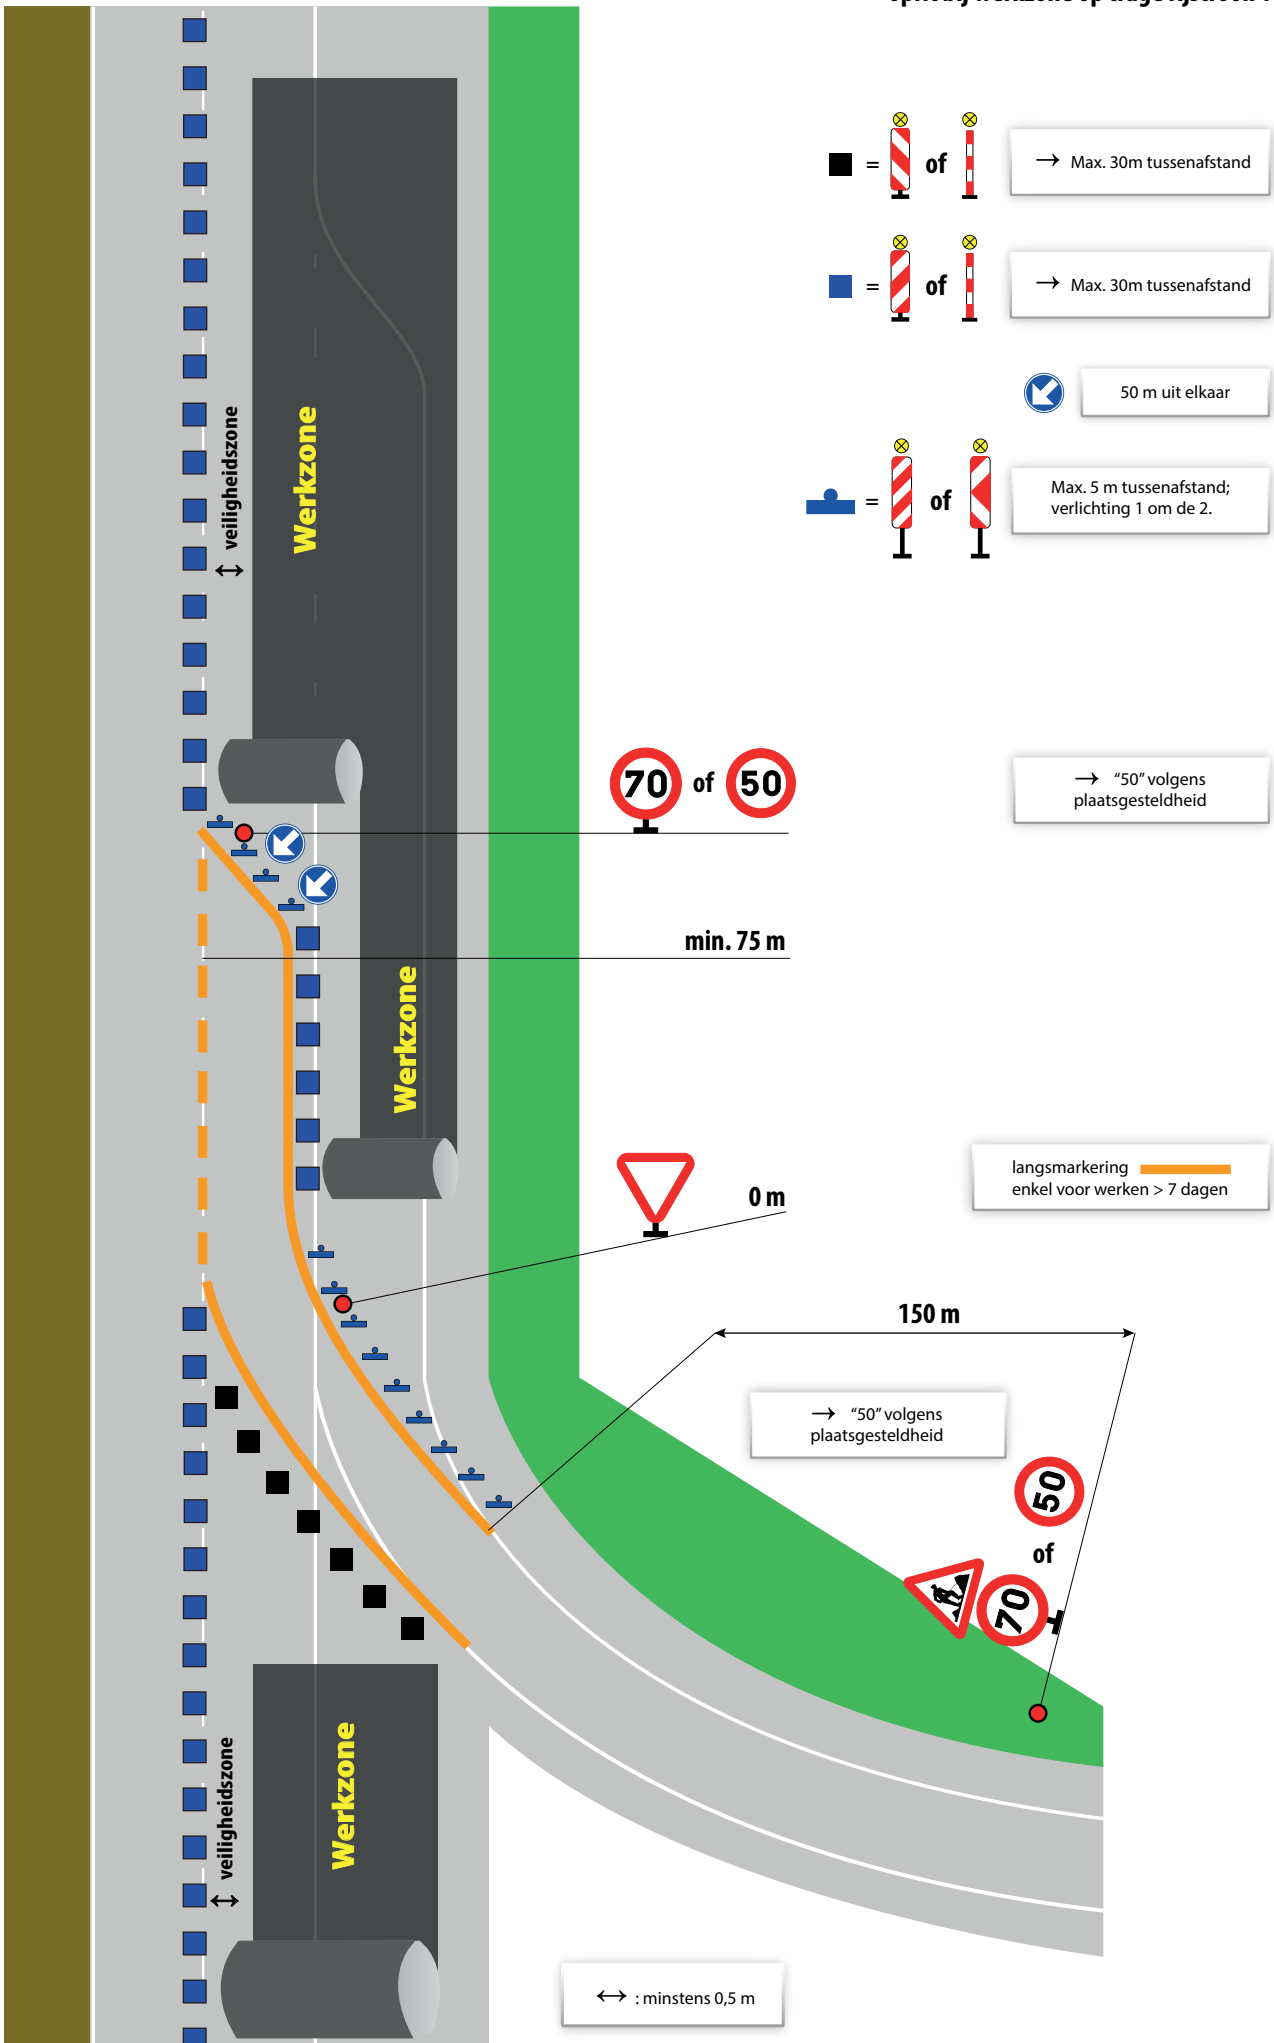 of
→ Max. 30m tussenafstand
of
→ Max. 30m tussenafstand
50 m uit elkaar
of
Max. 5 m tussenafstand;
verlichting 1 om de 2.
veiligheidszone
Werkzone
70 of 50
→ “50” volgens
plaatsgesteldheid
min. 75 m
Werkzone
langsmarkering
enkel voor werken > 7 dagen
0 m
150 m
→ “50” volgens
plaatsgesteldheid
50
of
70
veiligheidszone
Werkzone
↔ : minstens 0,5 m